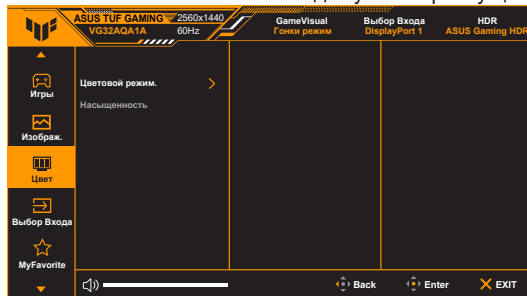 ASUS TUF GAMING 2560x1440 GameVisual Выбор Входа HDR
VG32AQA1A 60Hz Гонки режим DisplayPort 1 ASUS Gaming HDR
Игры
Цветовой режим.
Насыщенность
Изображ.
Цвет
Выбор Входа
MyFavorite
Back Enter EXIT